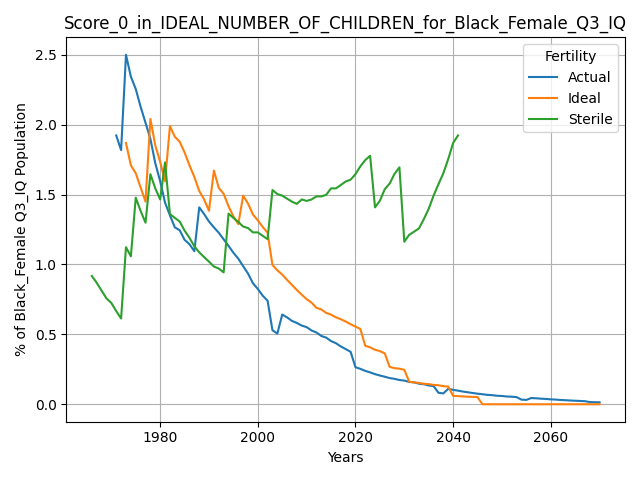 Score_0_in_IDEAL_NUMBER_OF_CHILDREN_for_Black_Female_Q3_IQ
Fertility
Actual
Ideal
Sterile
% of Black_Female Q3_IQ Population
2.5
2.0
1.5
1.0
0.5
0.0
1980 2000 2020 2040 2060
Years